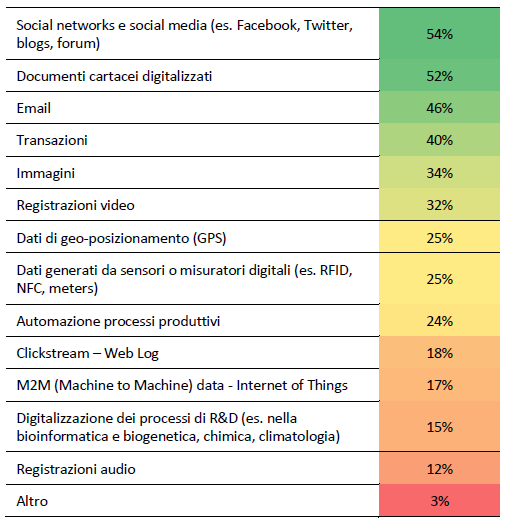 Social networks e social media (es. Facebook, Twitter,
blogs, forum)
54%
Documenti cartacei digitalizzati
52%
Email
46%
Transazioni
40%
Immagini
34%
Registrazioni video
32%
Dati di geo-posizionamento (GPS)
25%
Dati generati da sensori o misuratori digitali (es. RFID,
NFC, meters)
25%
Automazione processi produttivi
24%
Clickstream – Web Log
18%
M2M (Machine to Machine) data - Internet of Things
17%
Digitalizzazione dei processi di R&D (es. nella
bioinformatica e biogenetica, chimica, climatologia)
15%
Registrazioni audio
12%
Altro
3%